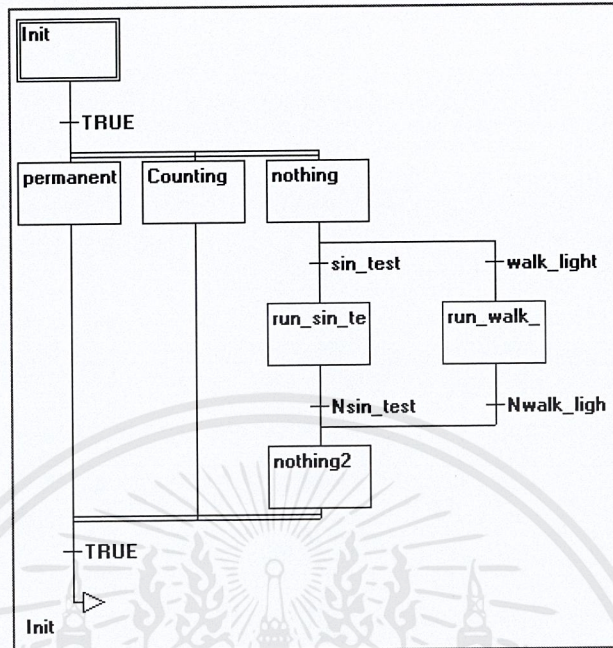 Init
TRUE
permanent
Counting
nothing
sin_test
walk_light
run_sin_te
run_walk_
Nsin_test
Nwalk_ligh
nothing2
TRUE
Init